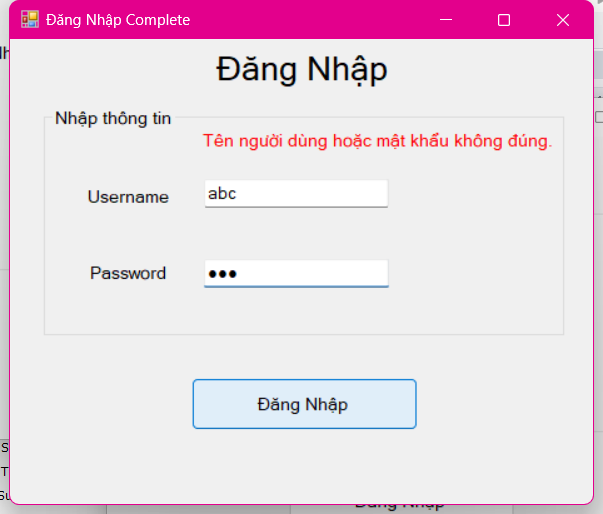 Đăng Nhập Complete
Đăng Nhập
Nhập thông tin
Tên người dùng hoặc mật khẩu không đúng.
Username
abc
Password
Đăng Nhập